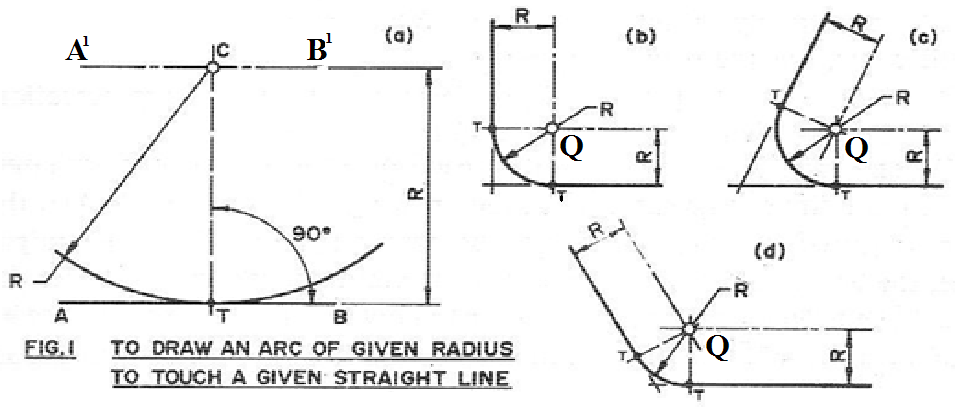 A¹ C B¹ (a)
R
90°
R
A T B
FIG.1 TO DRAW AN ARC OF GIVEN RADIUS
TO TOUCH A GIVEN STRAIGHT LINE
R (b)
R
T Q R
T
R (c)
T
R
Q R
T
R (d)
R
Q R
T
T